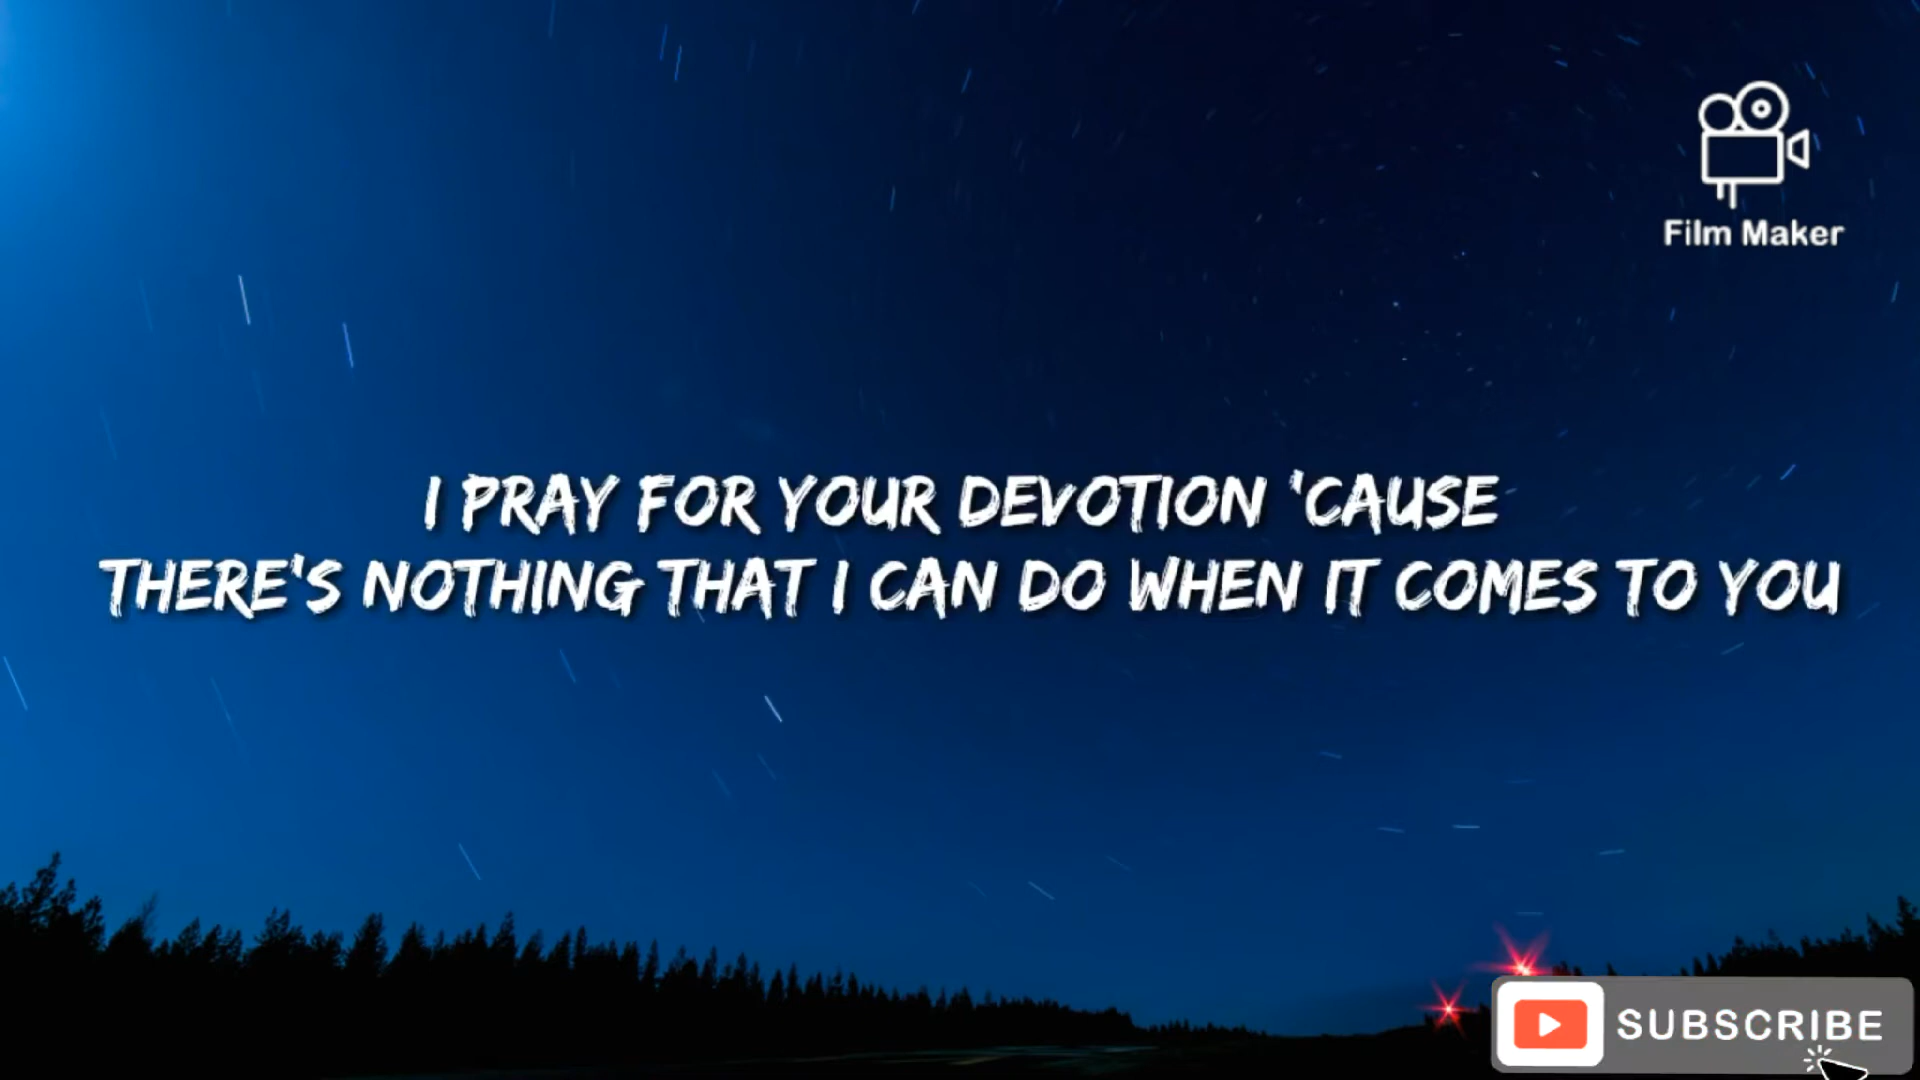 Film Maker
I PRAY FOR YOUR DEVOTION 'CAUSE
THERE'S NOTHING THAT I CAN DO WHEN IT COMES TO YOU
SUBSCRIBE